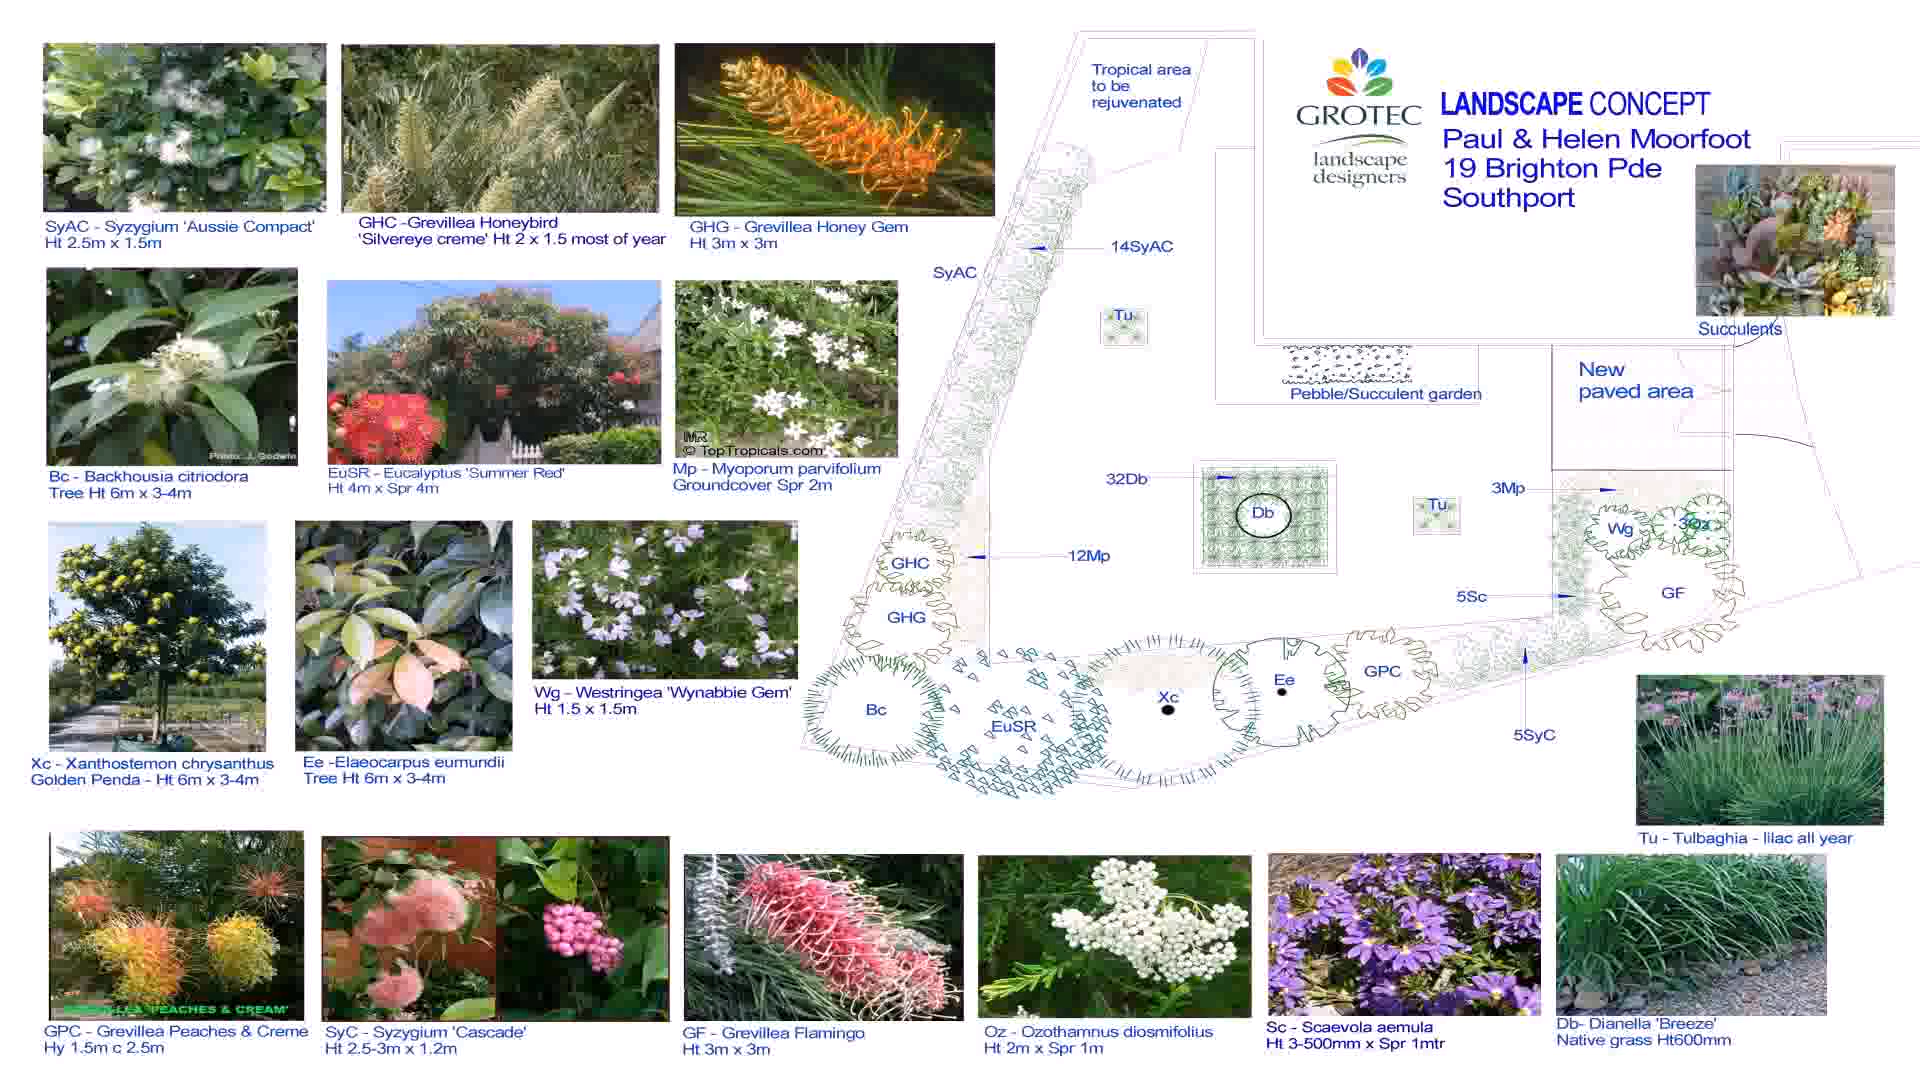 Tropical area
to be
rejuvenated
GROTEC
landscape
designers
LANDSCAPE CONCEPT
Paul & Helen Moorfoot
19 Brighton Pde
Southport
SyAC - Syzygium 'Aussie Compact'
Ht 2.5m x 1.5m
GHC -Grevillea Honeybird
'Silvereye creme' Ht 2 x 1.5 most of year
GHG - Grevillea Honey Gem
Ht 3m x 3m
14SyAC
SyAC
Tu
Succulents
Pebble/Succulent garden
New
paved area
Photo: J. Godwin
Bc - Backhousia citriodora
Tree Ht 6m x 3-4m
EuSR - Eucalyptus 'Summer Red'
Ht 4m x Spr 4m
MR
© TopTropicals.com
Mp - Myoporum parvifolium
Groundcover Spr 2m
32Db
Db
Tu
3Mp
Wg
3Oz
GHC
12Mp
GHG
5Sc
GF
Bc
EuSR
Xc
Ee
GPC
5SyC
Xc - Xanthostemon chrysanthus
Golden Penda - Ht 6m x 3-4m
Ee -Elaeocarpus eumundii
Tree Ht 6m x 3-4m
Wg - Westringea 'Wynabbie Gem'
Ht 1.5 x 1.5m
Tu - Tulbaghia - lilac all year
PEACHES & CREAM'
GPC - Grevillea Peaches & Creme
Hy 1.5m c 2.5m
SyC - Syzygium 'Cascade'
Ht 2.5-3m x 1.2m
GF - Grevillea Flamingo
Ht 3m x 3m
Oz - Ozothamnus diosmifolius
Ht 2m x Spr 1m
Sc - Scaevola aemula
Ht 3-500mm x Spr 1mtr
Db- Dianella 'Breeze'
Native grass Ht600mm